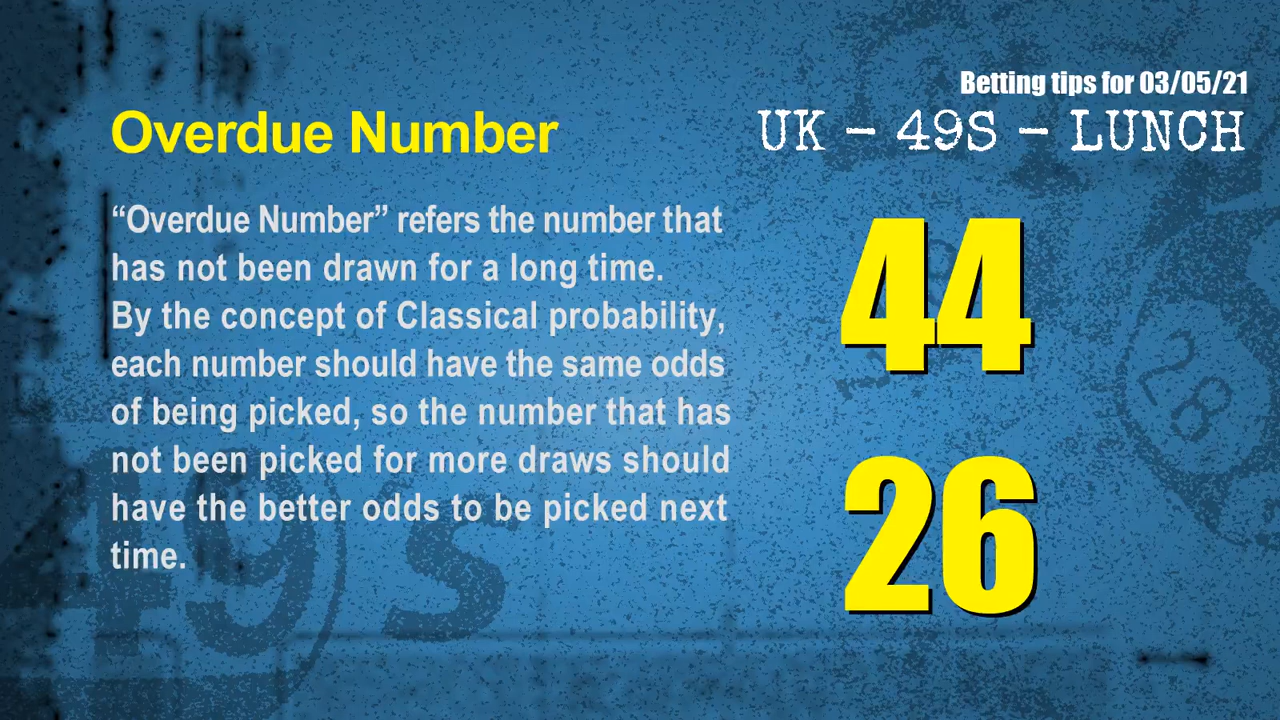 Betting tips for 03/05/21
UK - 49S - LUNCH
Overdue Number
“Overdue Number” refers the number that
has not been drawn for a long time.
By the concept of Classical probability,
each number should have the same odds
of being picked, so the number that has
not been picked for more draws should
have the better odds to be picked next
time.
44
26
49's
28